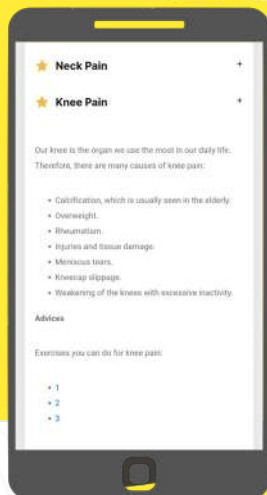 Neck Pain +
Knee Pain +
Our knee is the organ we use the most in our daily life.
Therefore, there are many causes of knee pain:
• Calcification, which is usually seen in the elderly.
• Overweight.
• Rheumatism.
• Injuries and tissue damage.
• Meniscus tears.
• Kneecap slippage.
• Weakening of the knees with excessive inactivity.
Advices
Exercises you can do for knee pain:
• 1
• 2
• 3